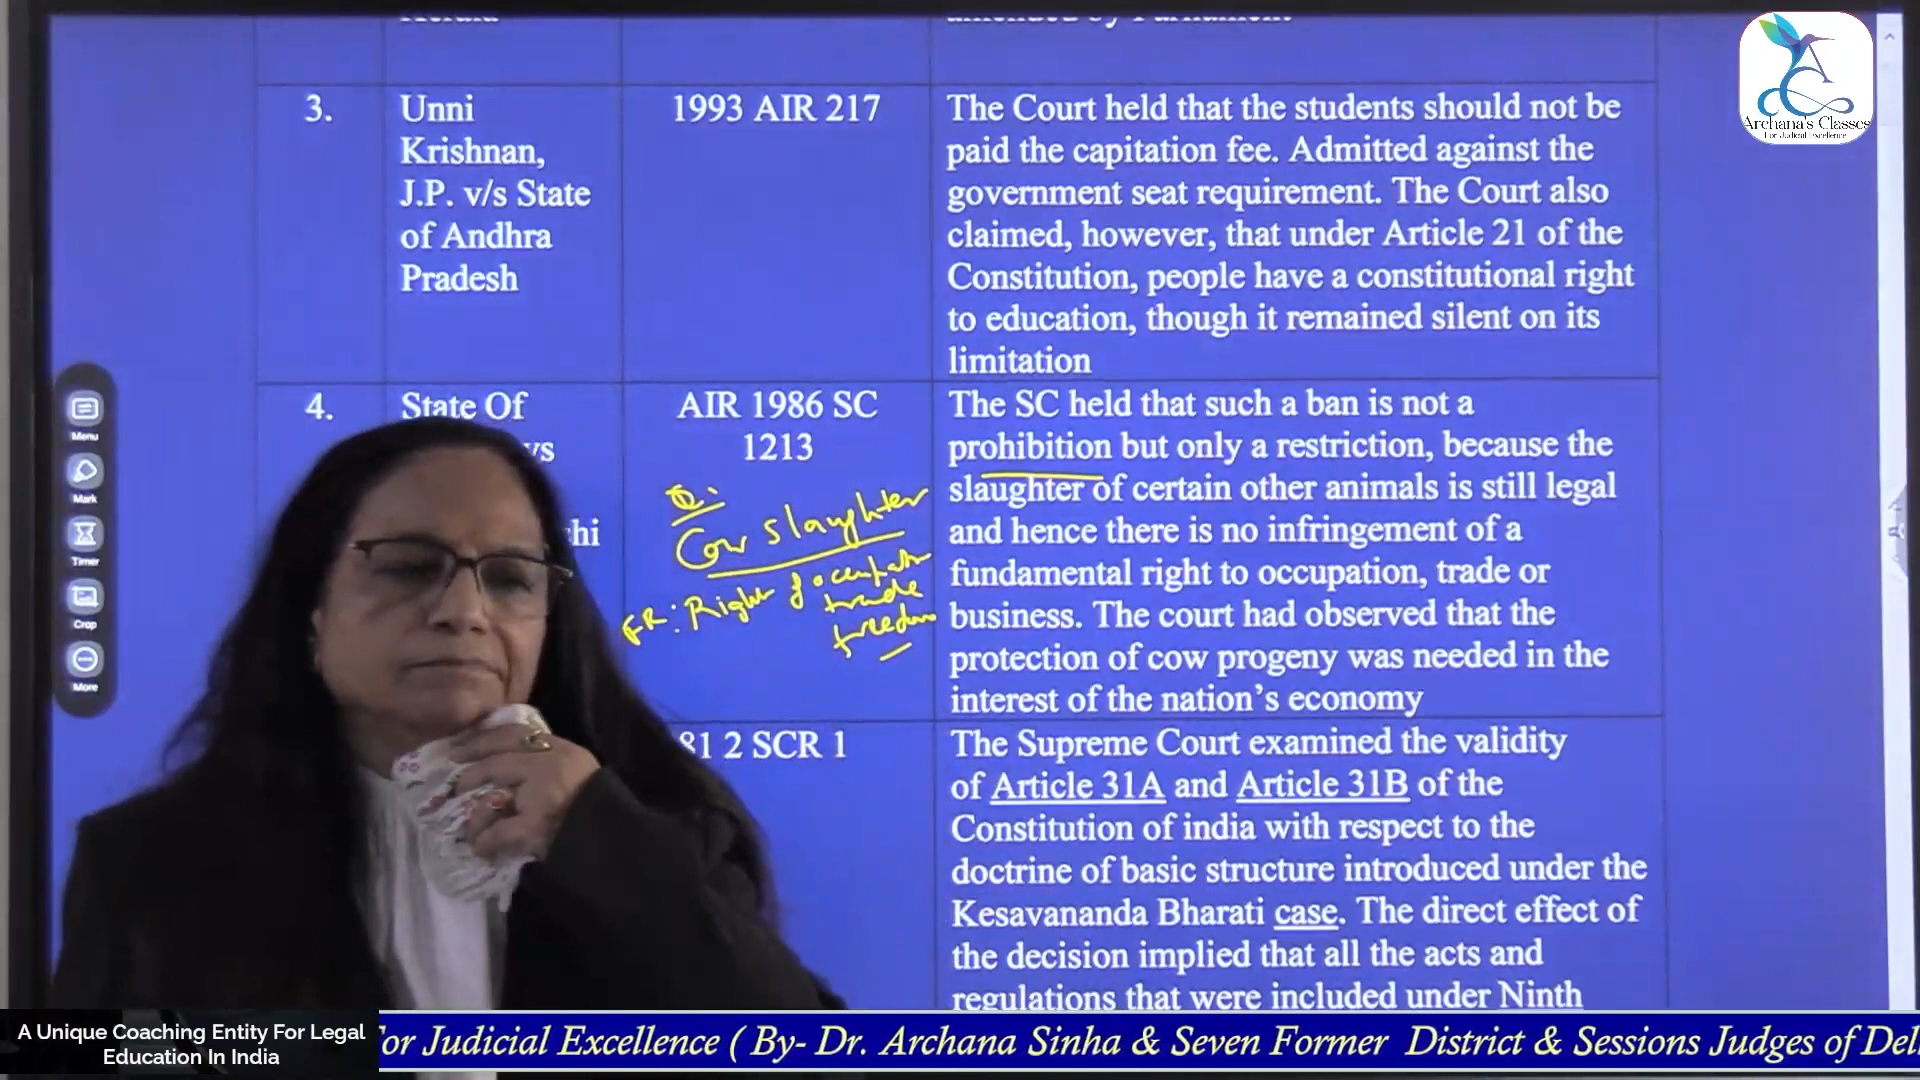 3.
Unni
Krishnan,
J.P. v/s State
of Andhra
Pradesh
1993 AIR 217
The Court held that the students should not be
paid the capitation fee. Admitted against the
government seat requirement. The Court also
claimed, however, that under Article 21 of the
Constitution, people have a constitutional right
to education, though it remained silent on its
limitation
4.
State Of
vs
hi
AIR 1986 SC
1213
Q.
Cow slaughter
FR: Right of occupation
trade
freedom
The SC held that such a ban is not a
prohibition but only a restriction, because the
slaughter of certain other animals is still legal
and hence there is no infringement of a
fundamental right to occupation, trade or
business. The court had observed that the
protection of cow progeny was needed in the
interest of the nation’s economy
81 2 SCR 1
The Supreme Court examined the validity
of Article 31A and Article 31B of the
Constitution of india with respect to the
doctrine of basic structure introduced under the
Kesavananda Bharati case. The direct effect of
the decision implied that all the acts and
regulations that were included under Ninth
Menu
Mark
Timer
Crop
More
Archana's Classes
For Judicial Excellence
A Unique Coaching Entity For Legal
Education In India
For Judicial Excellence ( By- Dr. Archana Sinha & Seven Former District & Sessions Judges of Del